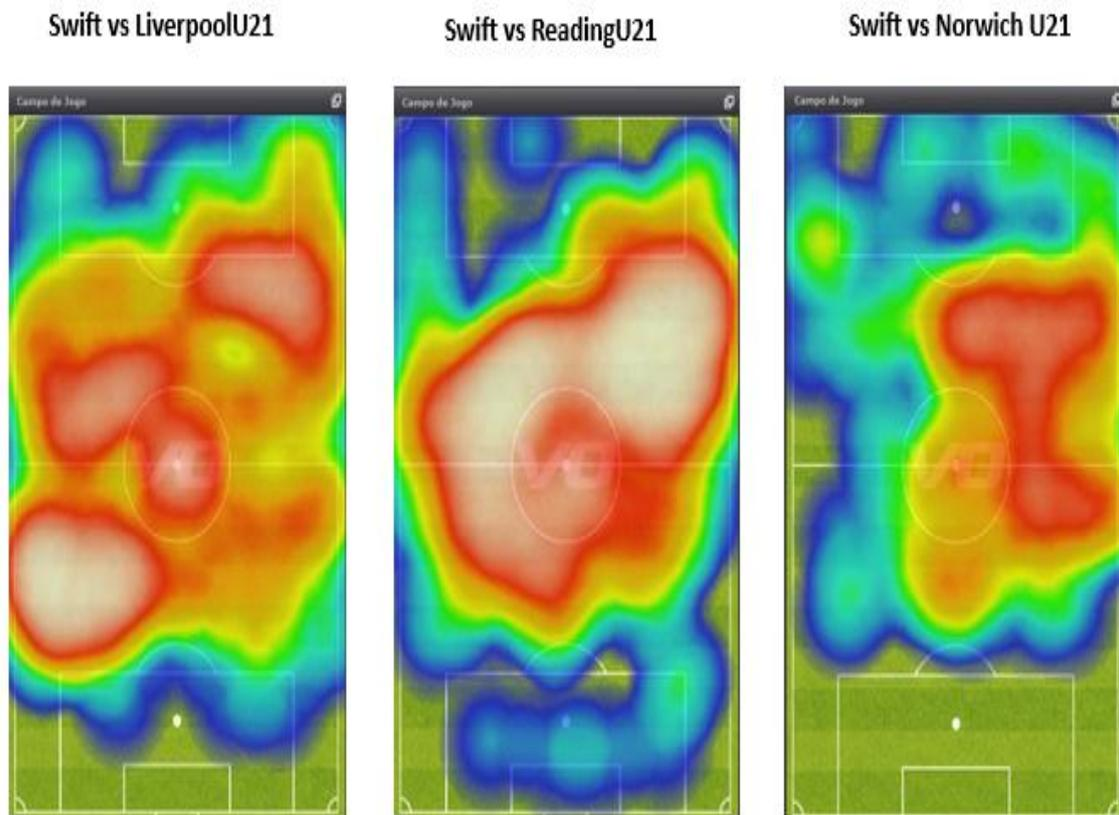 Swift vs LiverpoolU21
Swift vs ReadingU21
Swift vs Norwich U21
Campo de Jogo
Campo de Jogo
Campo de Jogo